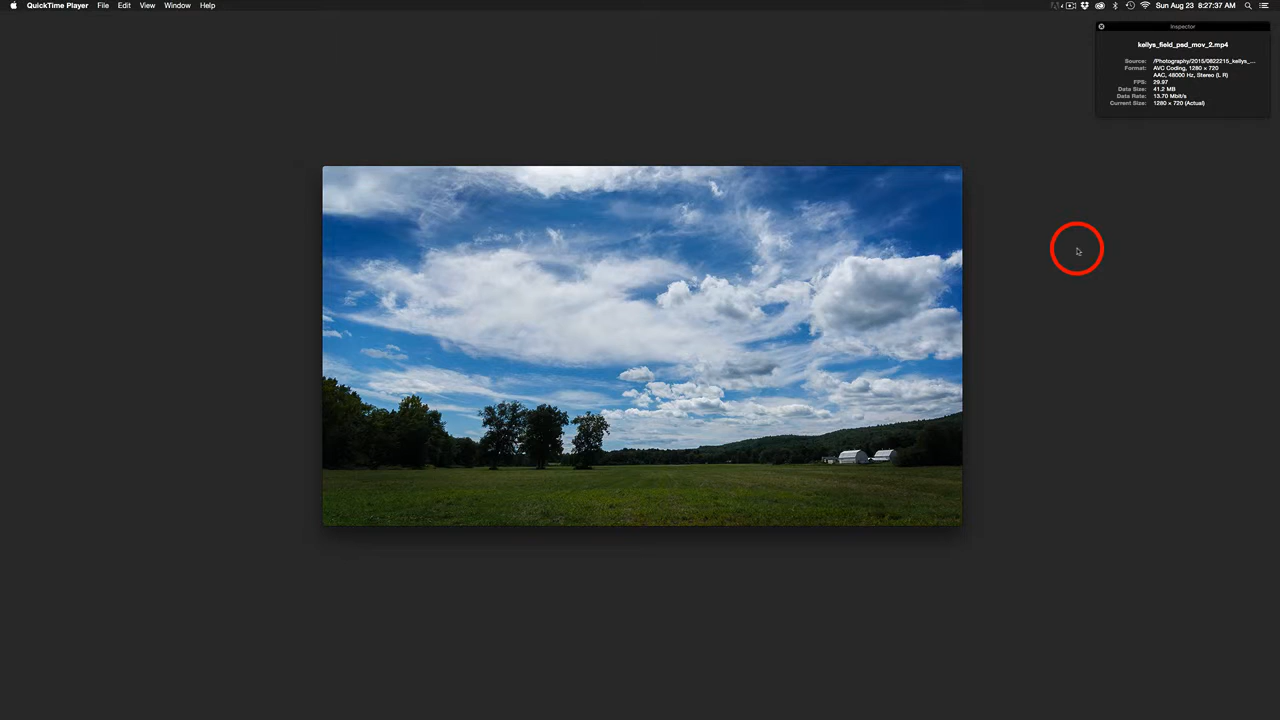 QuickTime Player File Edit View Window Help Sun Aug 23 8:27:37 AM
Inspector
kellys_field_psd_mov_2.mp4
Source: /Photography/2015/0822215_kellys_...
Format: AVC Coding, 1280 × 720
AAC, 48000 Hz, Stereo (L R)
FPS: 29.97
Data Size: 41.2 MB
Data Rate: 13.70 Mbit/s
Current Size: 1280 × 720 (Actual)